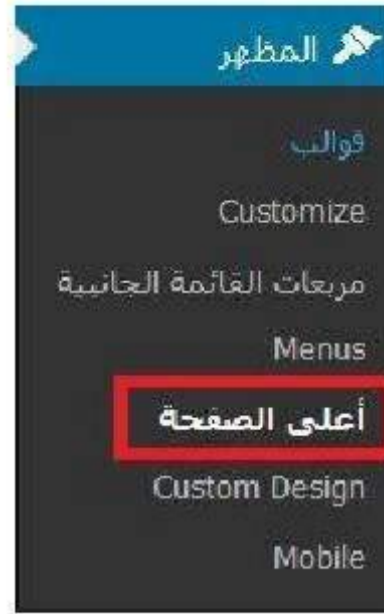 المظهر
قوالب
Customize
مربعات القائمة الجانبية
Menus
أعلى الصفحة
Custom Design
Mobile